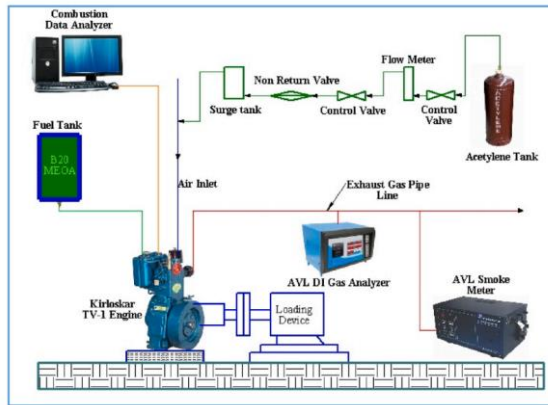 Combustion
Data Analyzer
Fuel Tank
B20
MEOA
Flow Meter
Non Return Valve
Surge tank
Control Valve
Control
Valve
ACETYLENE
Acetylene Tank
Air Inlet
Exhaust Gas Pipe
Line
AVL DI Gas Analyzer
AVL Smoke
Meter
Kirloskar
TV-1 Engine
Loading
Device